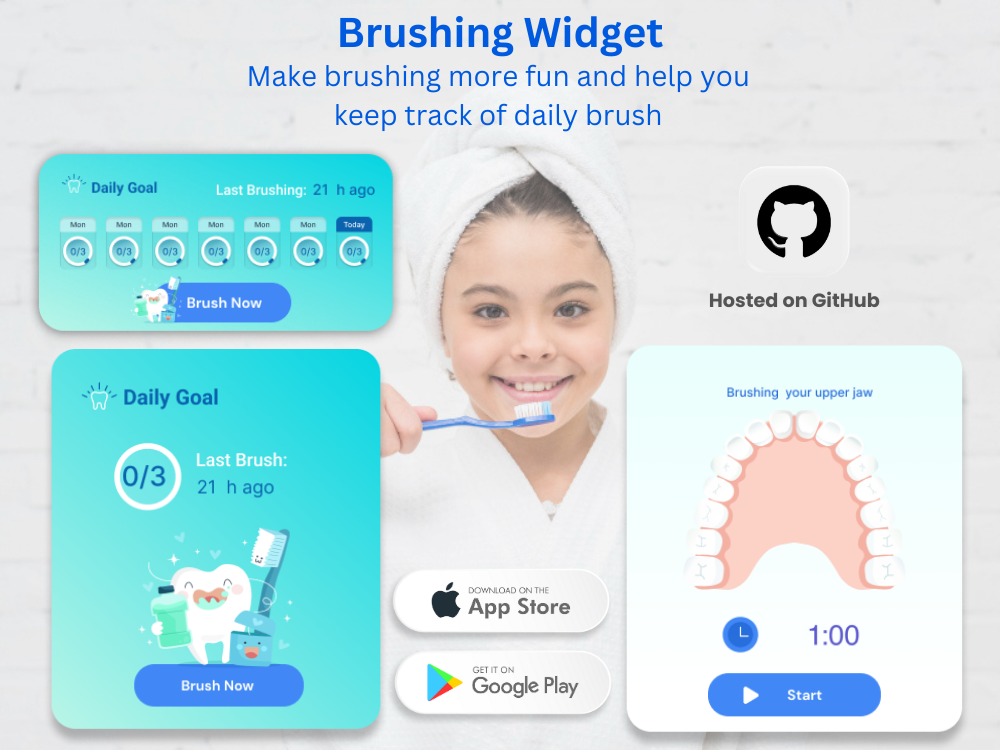 Brushing Widget
Make brushing more fun and help you
keep track of daily brush
Daily Goal
Last Brushing: 21 h ago
Mon Mon Mon Mon Mon Mon Today
0/3 0/3 0/3 0/3 0/3 0/3 0/3
Brush Now
Hosted on GitHub
Daily Goal
0/3
Last Brush:
21 h ago
Brush Now
DOWNLOAD ON THE
App Store
GET IT ON
Google Play
Brushing your upper jaw
1:00
Start